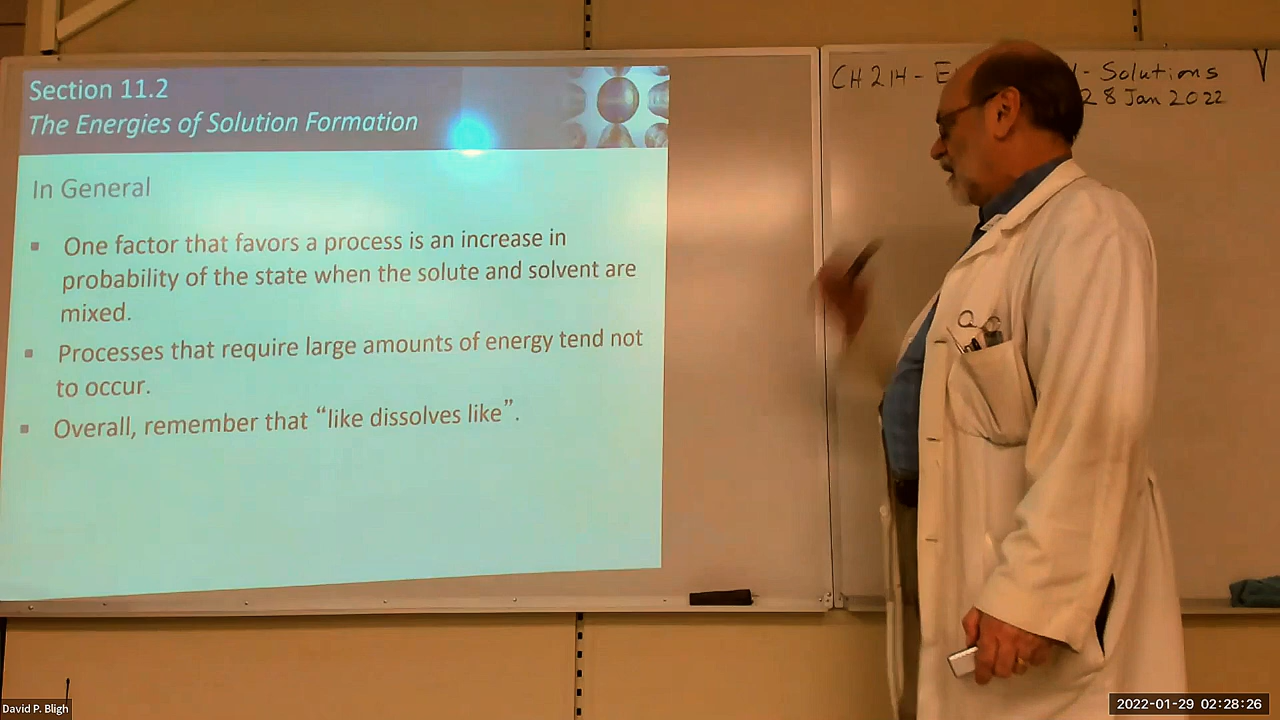 Section 11.2
The Energies of Solution Formation
In General
▪ One factor that favors a process is an increase in
probability of the state when the solute and solvent are
mixed.
▪ Processes that require large amounts of energy tend not
to occur.
▪ Overall, remember that “like dissolves like”.
CH 214 - Solutions
28 Jan 2022
David P. Bligh
2022-01-29 02:28:26